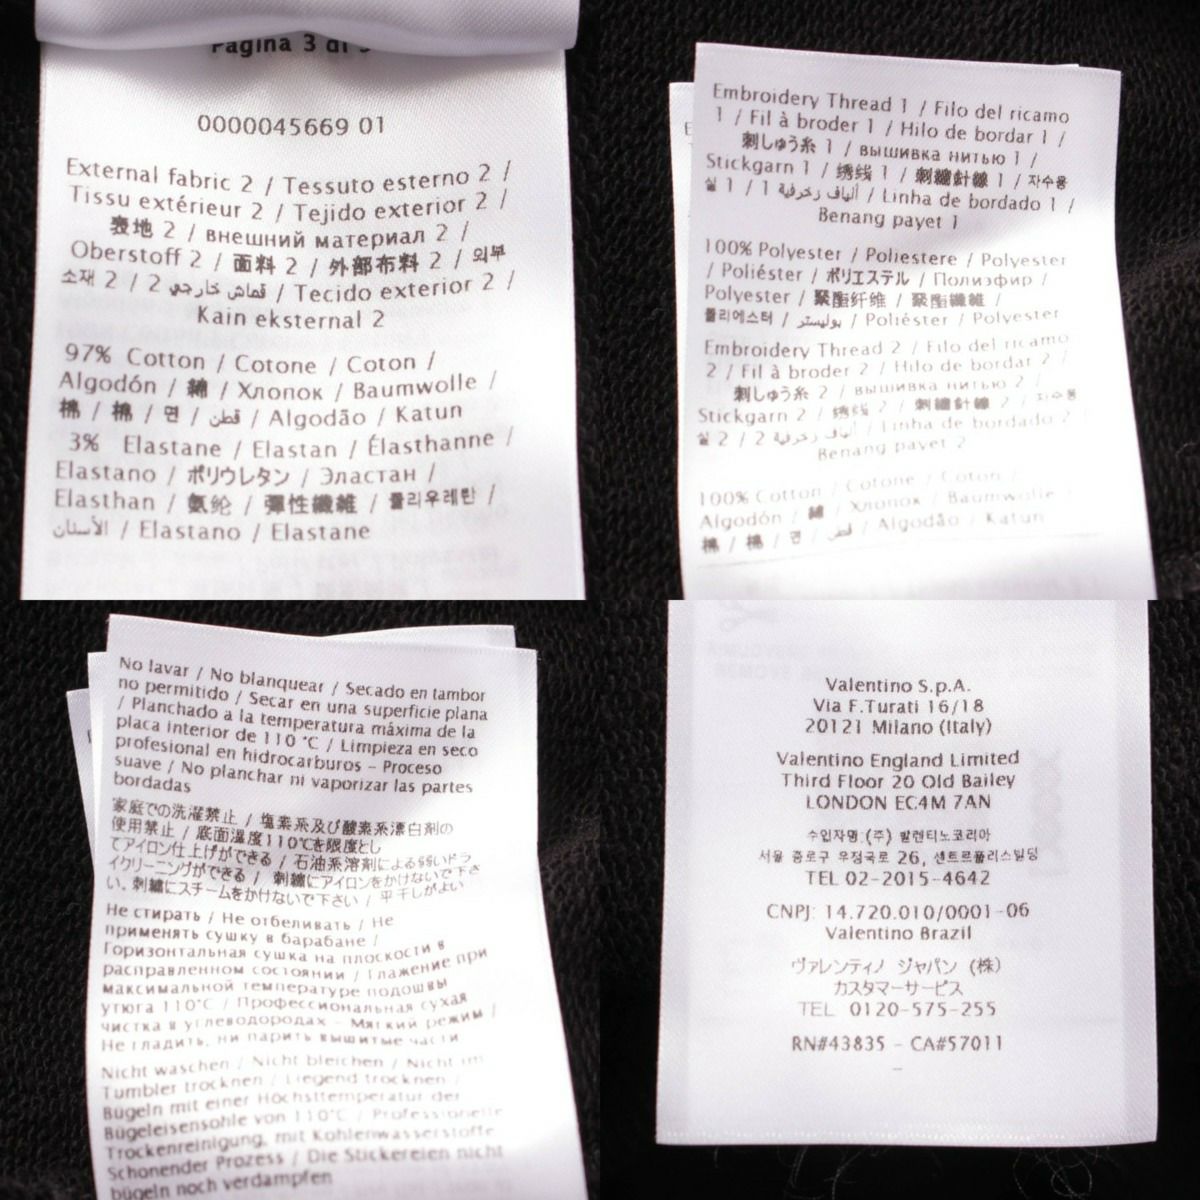 Pagina 3 di
0000045669 01
External fabric 2 / Tessuto esterno 2 /
Tissu extérieur 2 / Tejido exterior 2 /
表地 2 / внешний материал 2 /
Oberstoff 2 / 面料 2 / 外部布料 2 / 외부
소재 2 / 2 قماش خارجي / Tecido exterior 2 /
Kain eksternal 2
97% Cotton / Cotone / Coton /
Algodón / 綿 / Хлопок / Baumwolle /
棉 / 棉 / 면 / قطن / Algodão / Katun
3% Elastane / Elastan / Élasthanne /
Elastano / ポリウレタン / Эластан /
Elasthan / 氨纶 / 彈性纖維 / 폴리우레탄 /
الأستان / Elastano / Elastane
Embroidery Thread 1 / Filo del ricamo
1 / Fil à broder 1 / Hilo de bordar 1 /
刺しゅう糸 1 / вышивка нитью 1 /
Stickgarn 1 / 绣线 1 / 刺繡針線 1 / 자수용
실 1 / 1 ألياف زخرفية / Linha de bordado 1 /
Benang payet 1
100% Polyester / Poliestere / Polyester
/ Poliéster / ポリエステル / Полиэфир /
Polyester / 聚酯纤维 / 聚酯纖維 /
폴리에스터 / بوليستر / Poliéster / Polyester
Embroidery Thread 2 / Filo del ricamo
2 / Fil à broder 2 / Hilo de bordar 2 /
刺しゅう糸 2 / вышивка нитью 2 /
Stickgarn 2 / 绣线 2 / 刺繡針線 2 / 자수용
실 2 / 2 ألياف زخرفية / Linha de bordado 2 /
Benang payet 2
100% Cotton / Cotone / Coton /
Algodón / 綿 / Хлопок / Baumwolle /
棉 / 棉 / 면 / قطن / Algodão / Katun
No lavar / No blanquear / Secado en tambor
no permitido / Secar en una superficie plana
/ Planchado a la temperatura máxima de la
placa interior de 110 °C / Limpieza en seco
profesional en hidrocarburos – Proceso
suave / No planchar ni vaporizar las partes
bordadas
家庭での洗濯禁止 / 塩素系及び酸素系漂白剤の
使用禁止 / 底面温度110℃を限度とし
てアイロン仕上げができる / 石油系溶剤による弱いドラ
イクリーニングができる / 刺繍にアイロンをかけないで下さ
い。刺繍にスチームをかけないで下さい / 平干しがよい
Не стирать / Не отбеливать / Не
применять сушку в барабане /
Горизонтальная сушка на плоскости в
расправленном состоянии / Глажение при
максимальной температуре подошвы
утюга 110°C / Профессиональная сухая
чистка в углеводородах – Мягкий режим /
Не гладить, ни парить вышитые части
Nicht waschen / Nicht bleichen / Nicht im
Tumbler trocknen / Liegend trocknen /
Bügeln mit einer Höchsttemperatur der
Bügeleisensohle von 110°C / Professionelle
Trockenreinigung, mit Kohlenwasserstoffe
Schonender Prozess / Die Stickereien nicht
bügeln noch verdampfen
Valentino S.p.A.
Via F.Turati 16/18
20121 Milano (Italy)
Valentino England Limited
Third Floor 20 Old Bailey
LONDON EC4M 7AN
수입자명:(주) 발렌티노코리아
서울 종로구 우정국로 26, 센트로폴리스빌딩
TEL 02-2015-4642
CNPJ: 14.720.010/0001-06
Valentino Brazil
ヴァレンティノ ジャパン (株)
カスタマーサービス
TEL 0120-575-255
RN#43835 – CA#57011
–